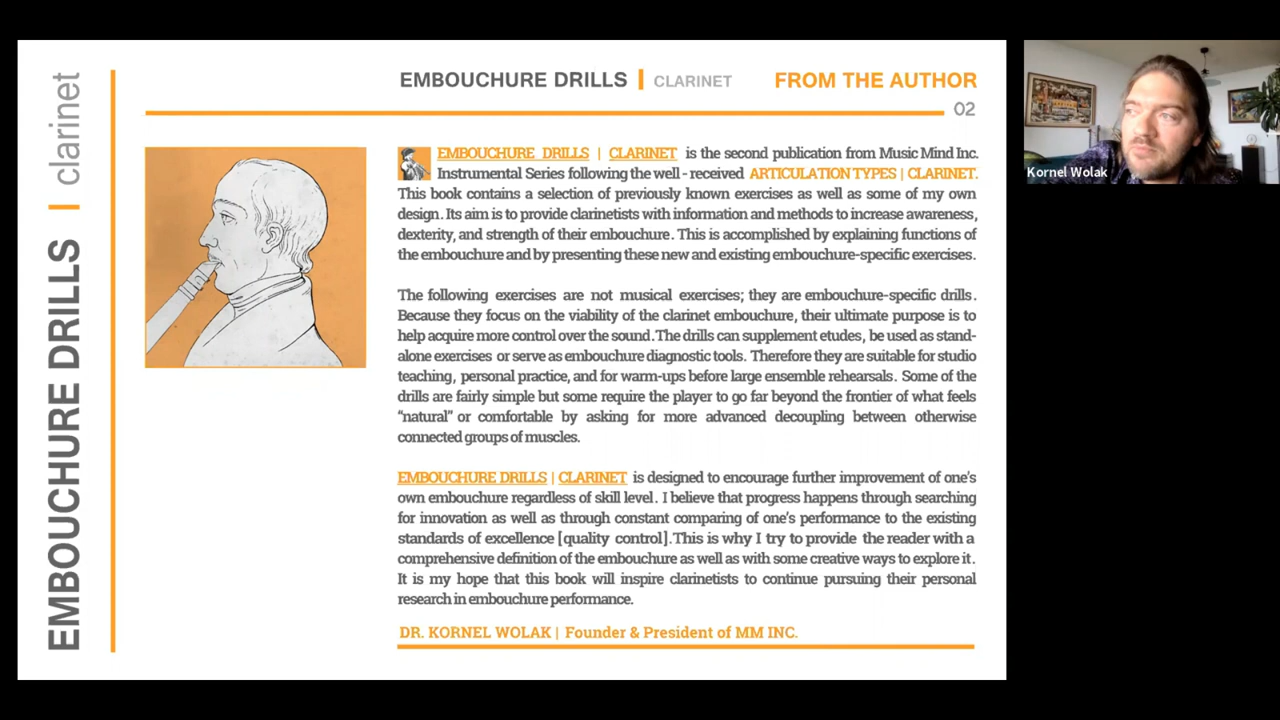 EMBOUCHURE DRILLS | clarinet
EMBOUCHURE DRILLS | CLARINET FROM THE AUTHOR
02
EMBOUCHURE DRILLS | CLARINET is the second publication from Music Mind Inc.
Instrumental Series following the well - received ARTICULATION TYPES | CLARINET.
This book contains a selection of previously known exercises as well as some of my own
design. Its aim is to provide clarinetists with information and methods to increase awareness,
dexterity, and strength of their embouchure. This is accomplished by explaining functions of
the embouchure and by presenting these new and existing embouchure-specific exercises.
The following exercises are not musical exercises; they are embouchure-specific drills.
Because they focus on the viability of the clarinet embouchure, their ultimate purpose is to
help acquire more control over the sound. The drills can supplement etudes, be used as stand-
alone exercises or serve as embouchure diagnostic tools. Therefore they are suitable for studio
teaching, personal practice, and for warm-ups before large ensemble rehearsals. Some of the
drills are fairly simple but some require the player to go far beyond the frontier of what feels
“natural” or comfortable by asking for more advanced decoupling between otherwise
connected groups of muscles.
EMBOUCHURE DRILLS | CLARINET is designed to encourage further improvement of one’s
own embouchure regardless of skill level. I believe that progress happens through searching
for innovation as well as through constant comparing of one’s performance to the existing
standards of excellence [quality control]. This is why I try to provide the reader with a
comprehensive definition of the embouchure as well as with some creative ways to explore it.
It is my hope that this book will inspire clarinetists to continue pursuing their personal
research in embouchure performance.
DR. KORNEL WOLAK | Founder & President of MM INC.
Kornel Wolak